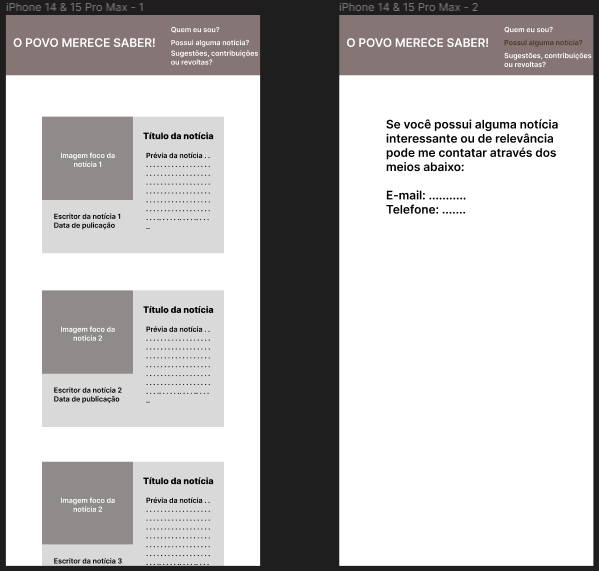 iPhone 14 & 15 Pro Max - 1
O POVO MERECE SABER!
Quem eu sou?
Possui alguma notícia?
Sugestões, contribuições
ou revoltas?
Imagem foco da
notícia 1
Escritor da notícia 1
Data de pulicação
Título da notícia
Prévia da notícia . .
Imagem foco da
notícia 2
Escritor da notícia 2
Data de publicação
Título da notícia
Prévia da notícia . .
Imagem foco da
notícia 2
Escritor da notícia 3
Título da notícia
Prévia da notícia . .
iPhone 14 & 15 Pro Max - 2
O POVO MERECE SABER!
Quem eu sou?
Possui alguma notícia?
Sugestões, contribuições
ou revoltas?
Se você possui alguma notícia
interessante ou de relevância
pode me contatar através dos
meios abaixo:
E-mail: ...........
Telefone: .......